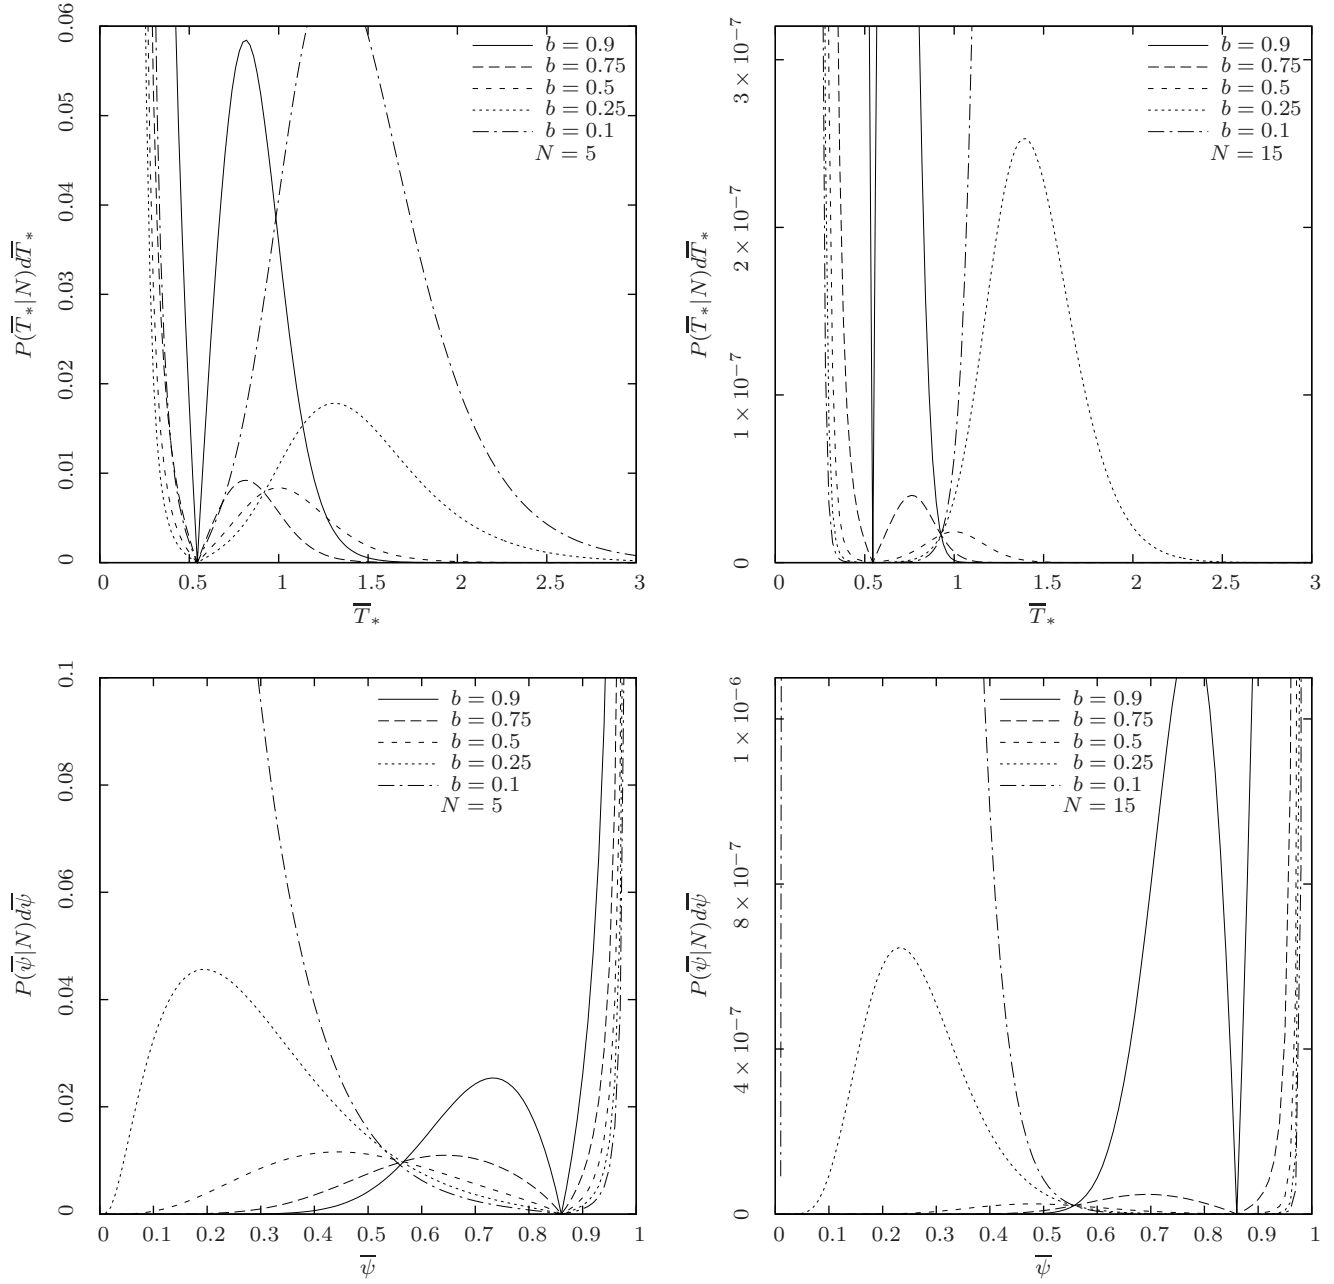 0.06
0.05
0.04
0.03
0.02
0.01
0
P(T̅_*|N)dT̅_*
b = 0.9
b = 0.75
b = 0.5
b = 0.25
b = 0.1
N = 5
0 0.5 1 1.5 2 2.5 3
T̅_*
3 × 10⁻⁷
2 × 10⁻⁷
1 × 10⁻⁷
0
P(T̅_*|N)dT̅_*
b = 0.9
b = 0.75
b = 0.5
b = 0.25
b = 0.1
N = 15
0 0.5 1 1.5 2 2.5 3
T̅_*
0.1
0.08
0.06
0.04
0.02
0
P(ψ̅|N)dψ̅
b = 0.9
b = 0.75
b = 0.5
b = 0.25
b = 0.1
N = 5
0 0.1 0.2 0.3 0.4 0.5 0.6 0.7 0.8 0.9 1
ψ̅
1 × 10⁻⁶
8 × 10⁻⁷
4 × 10⁻⁷
0
P(ψ̅|N)dψ̅
b = 0.9
b = 0.75
b = 0.5
b = 0.25
b = 0.1
N = 15
0 0.1 0.2 0.3 0.4 0.5 0.6 0.7 0.8 0.9 1
ψ̅